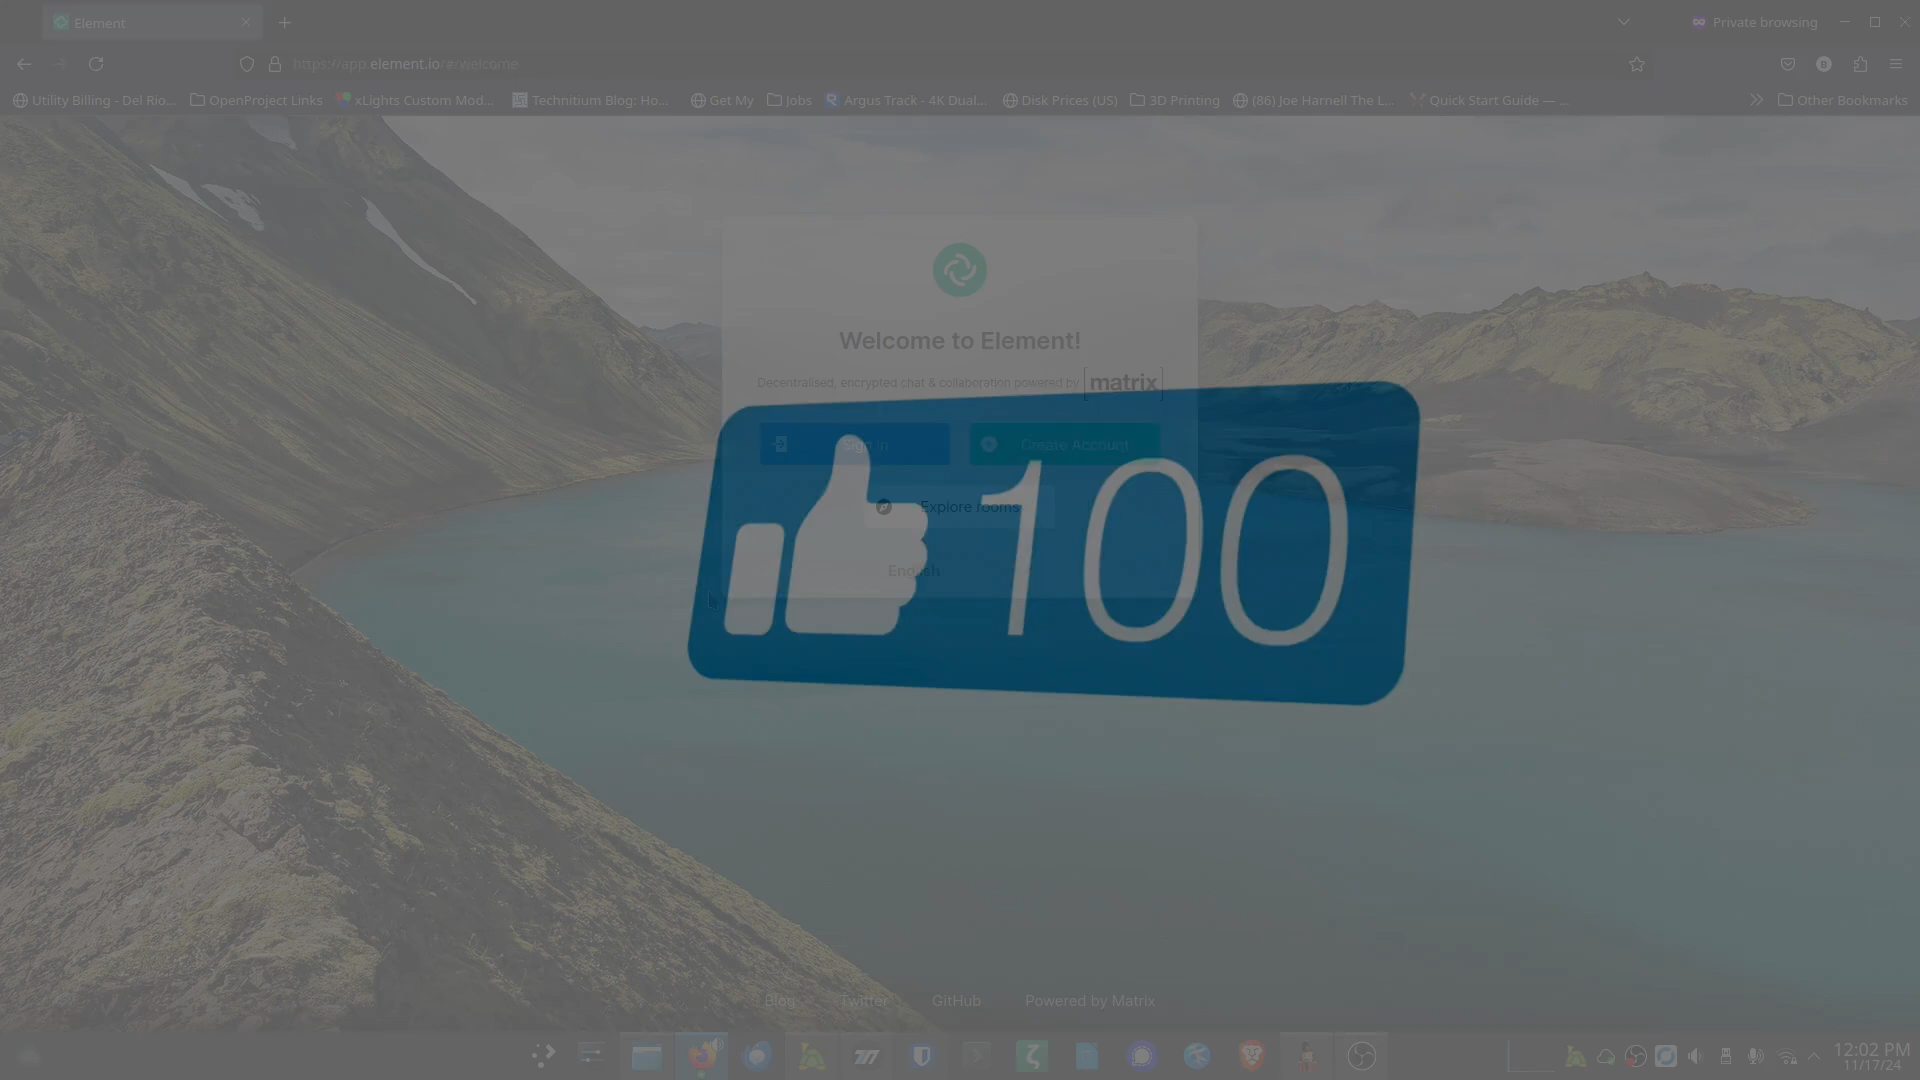 Element
Private browsing
https://app.element.io/#/welcome
Utility Billing - Del Rio...
OpenProject Links
xLights Custom Mod...
Technitium Blog: Ho...
Get My
Jobs
Argus Track - 4K Dual...
Disk Prices (US)
3D Printing
(86) Joe Harnell The L...
Quick Start Guide — ...
Other Bookmarks
Welcome to Element!
Decentralised, encrypted chat & collaboration powered by [matrix]
Sign In
Create Account
Explore rooms
100
English
Blog
Twitter
GitHub
Powered by Matrix
12:02 PM
11/17/24